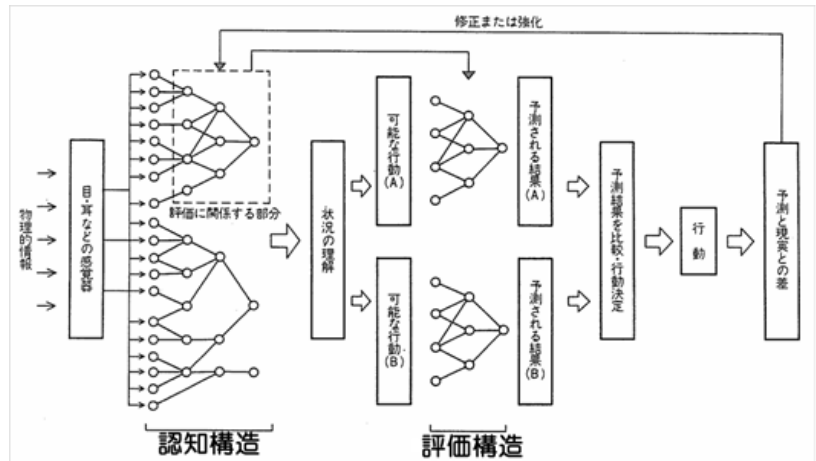 修正または強化
物理的情報
目・耳などの感覚器
評価に関係する部分
認知構造
状況の理解
可能な行動(A)
可能な行動(B)
評価構造
予測される結果(A)
予測される結果(B)
予測結果を比較・行動決定
行動
予測と現実との差